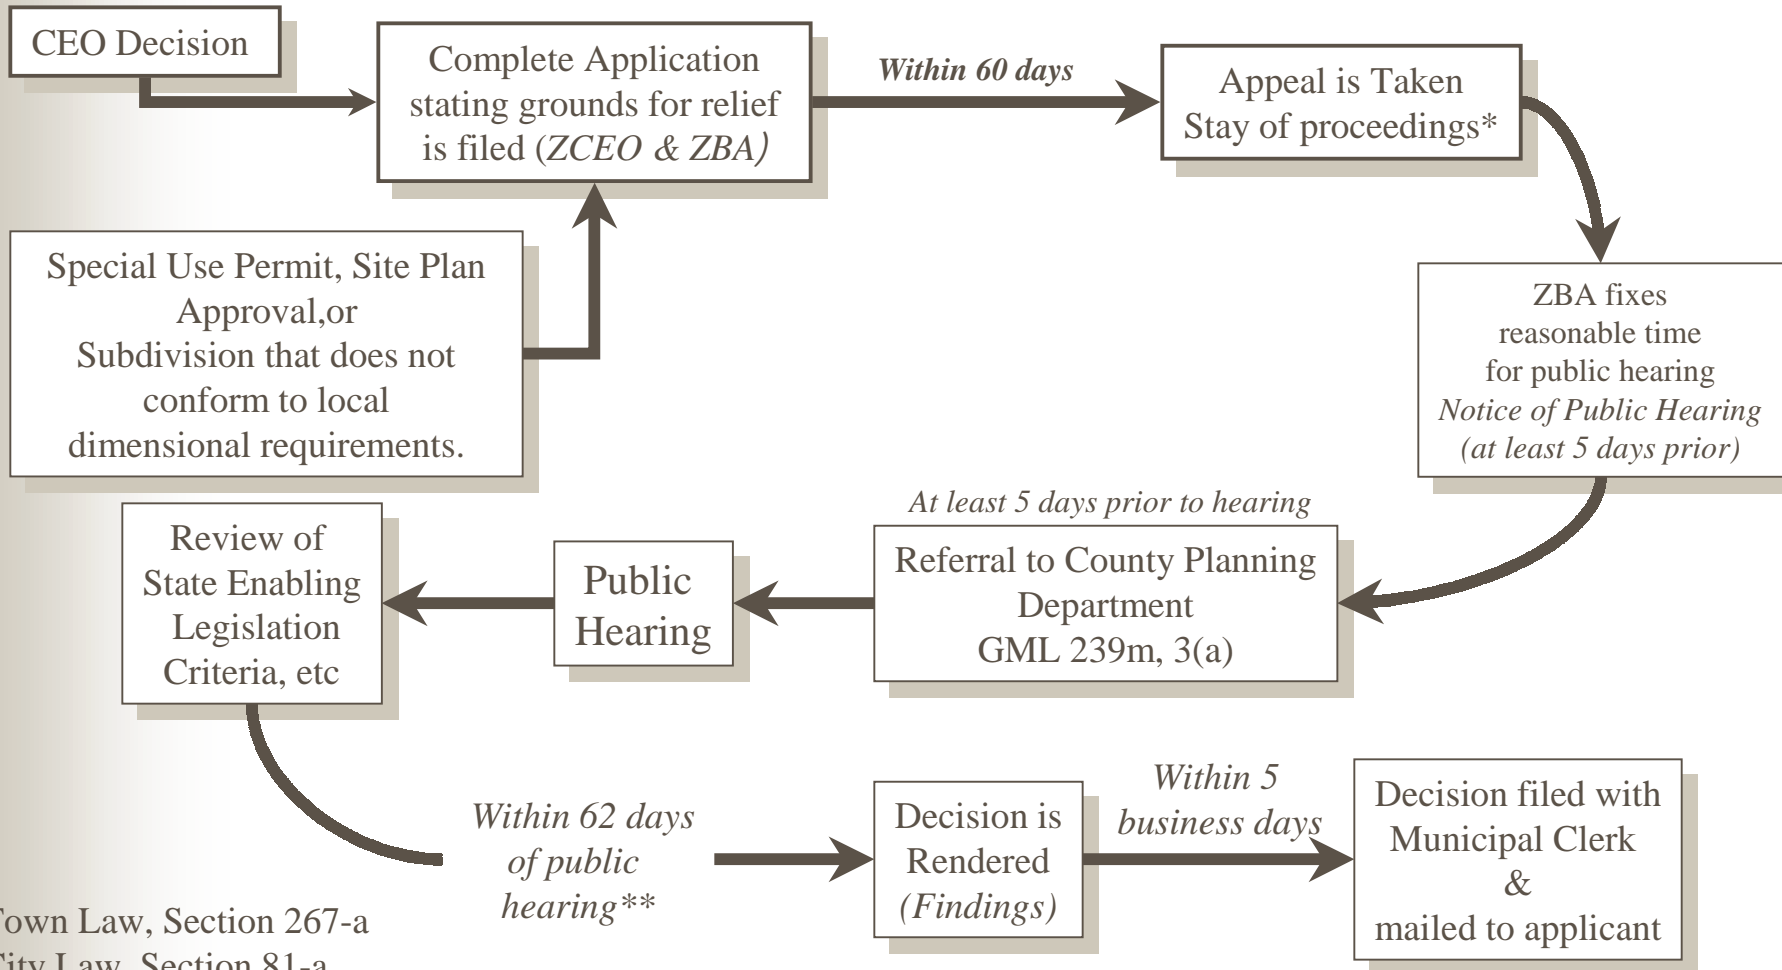 CEO Decision
Complete Application
stating grounds for relief
is filed (ZCEO & ZBA)
Within 60 days
Appeal is Taken
Stay of proceedings*
Special Use Permit, Site Plan
Approval,or
Subdivision that does not
conform to local
dimensional requirements.
ZBA fixes
reasonable time
for public hearing
Notice of Public Hearing
(at least 5 days prior)
At least 5 days prior to hearing
Referral to County Planning
Department
GML 239m, 3(a)
Public
Hearing
Review of
State Enabling
Legislation
Criteria, etc
Within 62 days
of public
hearing**
Decision is
Rendered
(Findings)
Within 5
business days
Decision filed with
Municipal Clerk
&
mailed to applicant
Town Law, Section 267-a
City Law, Section 81-a